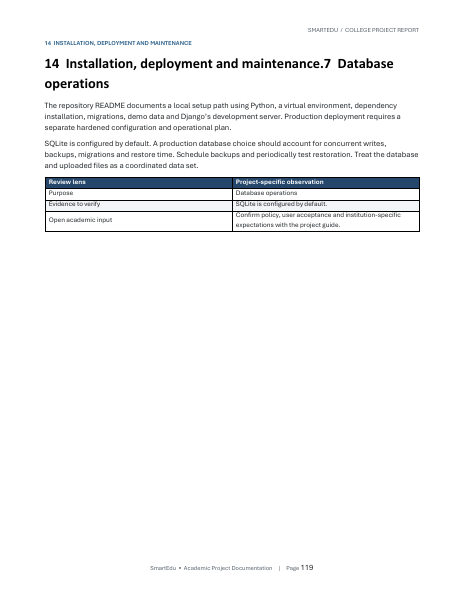 SMARTEDU / COLLEGE PROJECT REPORT
14 INSTALLATION, DEPLOYMENT AND MAINTENANCE
14 Installation, deployment and maintenance.7 Database
operations
The repository README documents a local setup path using Python, a virtual environment, dependency
installation, migrations, demo data and Django's development server. Production deployment requires a
separate hardened configuration and operational plan.
SQLite is configured by default. A production database choice should account for concurrent writes,
backups, migrations and restore time. Schedule backups and periodically test restoration. Treat the database
and uploaded files as a coordinated data set.
Review lens Project-specific observation
Purpose Database operations
Evidence to verify SQLite is configured by default.
Open academic input Confirm policy, user acceptance and institution-specific
expectations with the project guide.
SmartEdu • Academic Project Documentation | Page 119